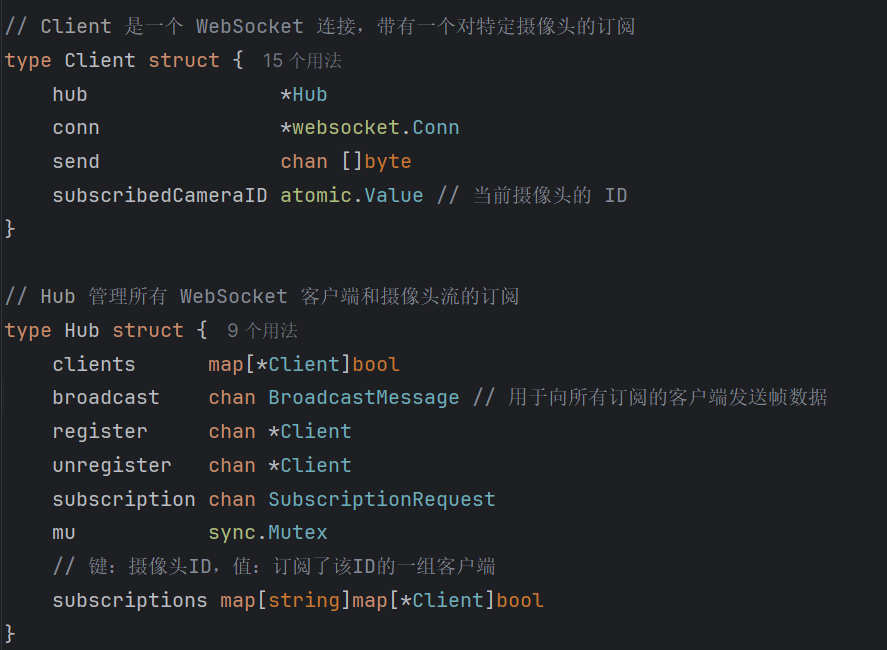 // Client 是一个 WebSocket 连接，带有一个对特定摄像头的订阅
type Client struct { 15 个用法
    hub                *Hub
    conn               *websocket.Conn
    send               chan []byte
    subscribedCameraID atomic.Value // 当前摄像头的 ID
}
// Hub 管理所有 WebSocket 客户端和摄像头流的订阅
type Hub struct { 9 个用法
    clients      map[*Client]bool
    broadcast    chan BroadcastMessage // 用于向所有订阅的客户端发送帧数据
    register     chan *Client
    unregister   chan *Client
    subscription chan SubscriptionRequest
    mu           sync.Mutex
    // 键：摄像头ID，值：订阅了该ID的一组客户端
    subscriptions map[string]map[*Client]bool
}